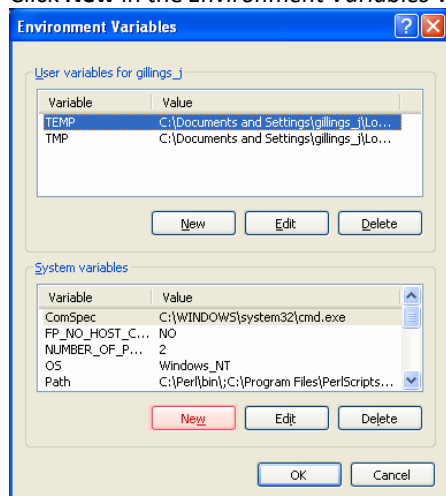 Click New in the Environment Variables
Environment Variables
User variables for gillings_j
Variable Value
TEMP C:\Documents and Settings\gillings_j\Lo...
TMP C:\Documents and Settings\gillings_j\Lo...
New Edit Delete
System variables
Variable Value
ComSpec C:\WINDOWS\system32\cmd.exe
FP_NO_HOST_C... NO
NUMBER_OF_P... 2
OS Windows_NT
Path C:\Perl\bin\;C:\Program Files\PerlScripts...
New Edit Delete
OK Cancel